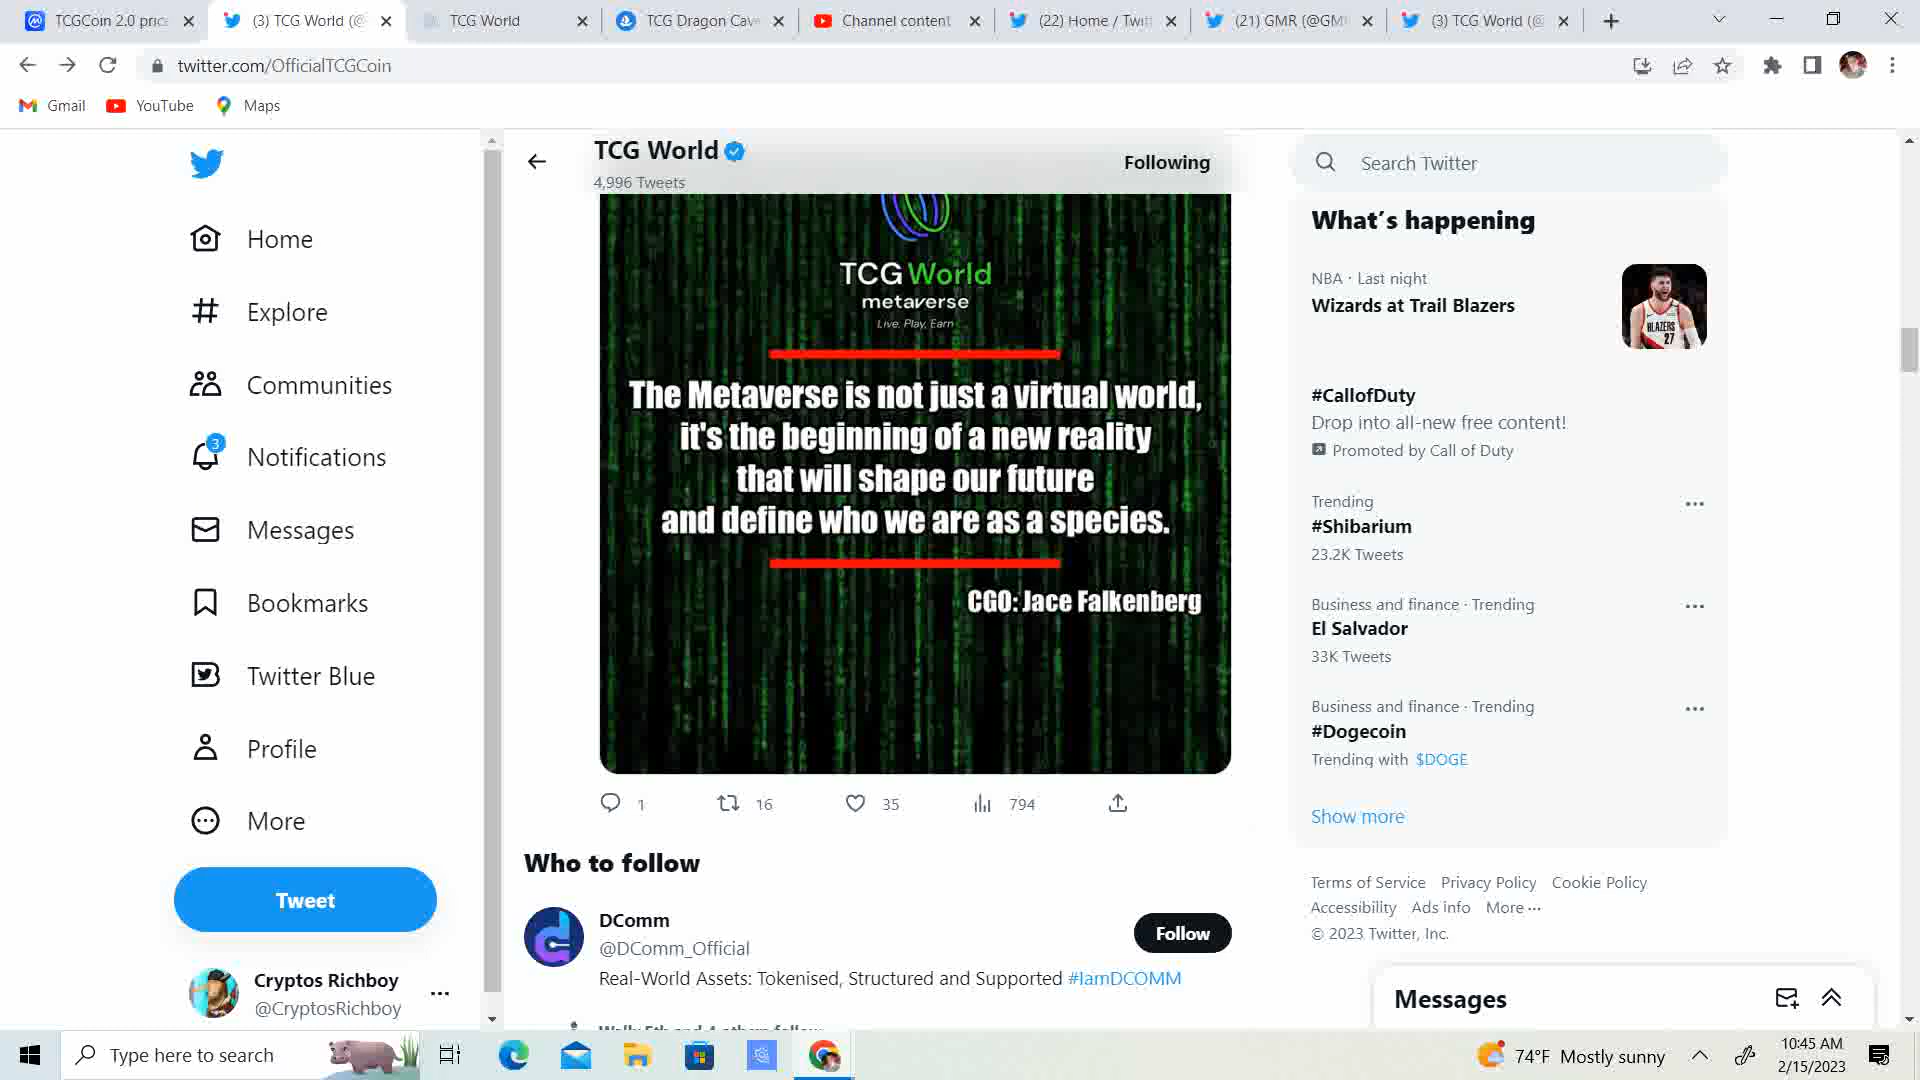 TCGCoin 2.0 price
(3) TCG World (@
TCG World
TCG Dragon Cave
Channel content
(22) Home / Twitt
(21) GMR (@GMR
(3) TCG World (@
twitter.com/OfficialTCGCoin
Gmail
YouTube
Maps
Home
Explore
Communities
3
Notifications
Messages
Bookmarks
Twitter Blue
Profile
More
Tweet
Cryptos Richboy
@CryptosRichboy
TCG World
4,996 Tweets
Following
TCG World
metaverse
Live, Play, Earn
The Metaverse is not just a virtual world,
it's the beginning of a new reality
that will shape our future
and define who we are as a species.
CGO: Jace Falkenberg
1
16
35
794
Who to follow
DComm
@DComm_Official
Follow
Real-World Assets: Tokenised, Structured and Supported #IamDCOMM
Search Twitter
What's happening
NBA · Last night
Wizards at Trail Blazers
BLAZERS
27
#CallofDuty
Drop into all-new free content!
Promoted by Call of Duty
Trending
#Shibarium
23.2K Tweets
Business and finance · Trending
El Salvador
33K Tweets
Business and finance · Trending
#Dogecoin
Trending with $DOGE
Show more
Terms of Service Privacy Policy Cookie Policy
Accessibility Ads info More ...
© 2023 Twitter, Inc.
Messages
Type here to search
74°F Mostly sunny
10:45 AM
2/15/2023